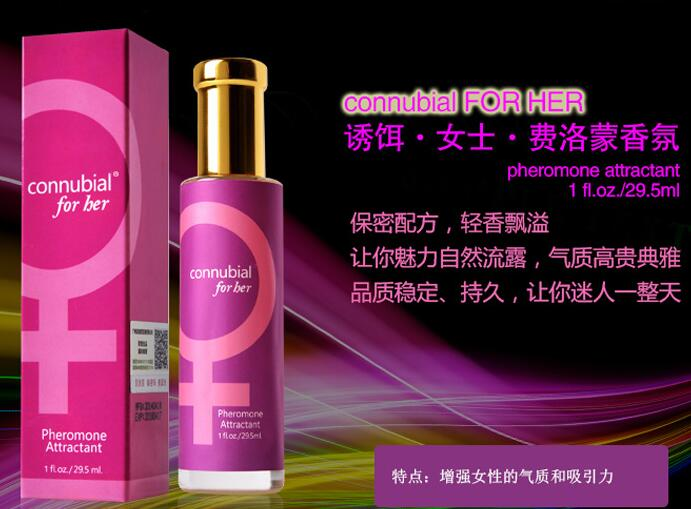 connubial FOR HER
诱饵·女士·费洛蒙香氛
pheromone attractant
1 fl.oz./29.5ml
保密配方，轻香飘溢
让你魅力自然流露，气质高贵典雅
品质稳定、持久，让你迷人一整天
特点：增强女性的气质和吸引力
connubial®
for her
Pheromone
Attractant
1 fl.oz./29.5 ml.
connubial
for her
Pheromone
Attractant
1 fl.oz./29.5ml.